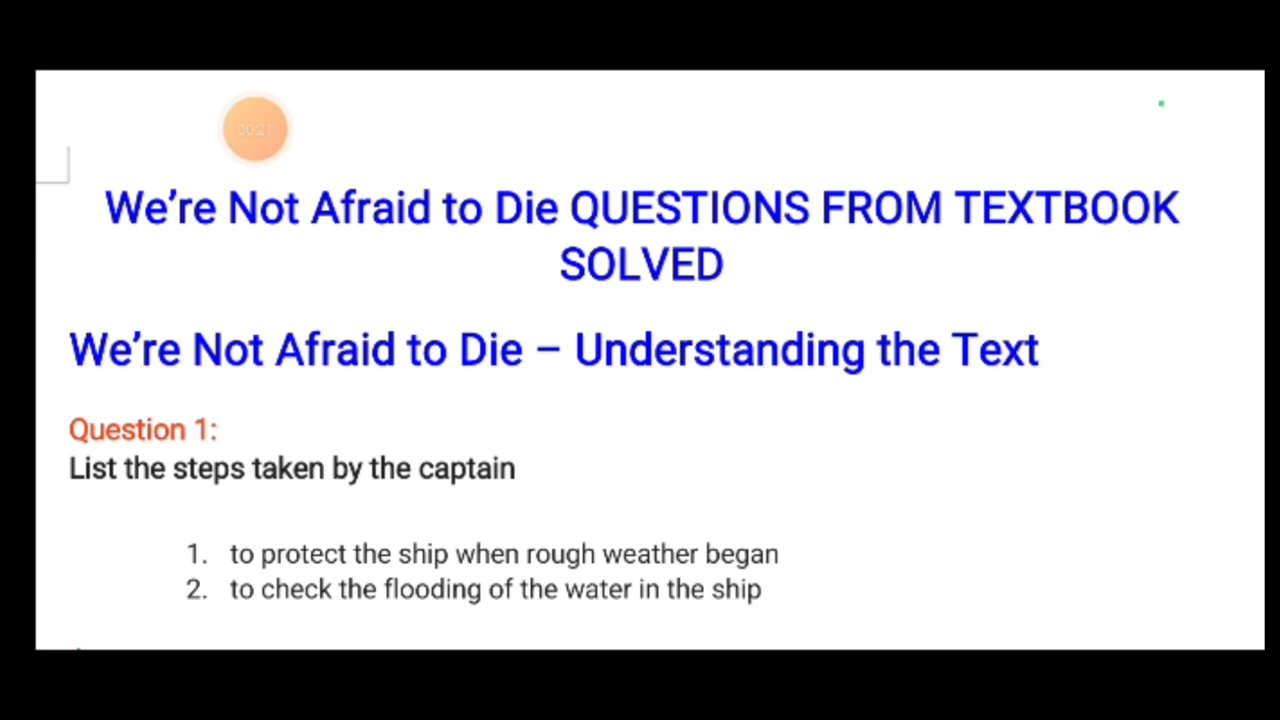 00:21
We’re Not Afraid to Die QUESTIONS FROM TEXTBOOK
SOLVED
We’re Not Afraid to Die – Understanding the Text
Question 1:
List the steps taken by the captain
1. to protect the ship when rough weather began
2. to check the flooding of the water in the ship